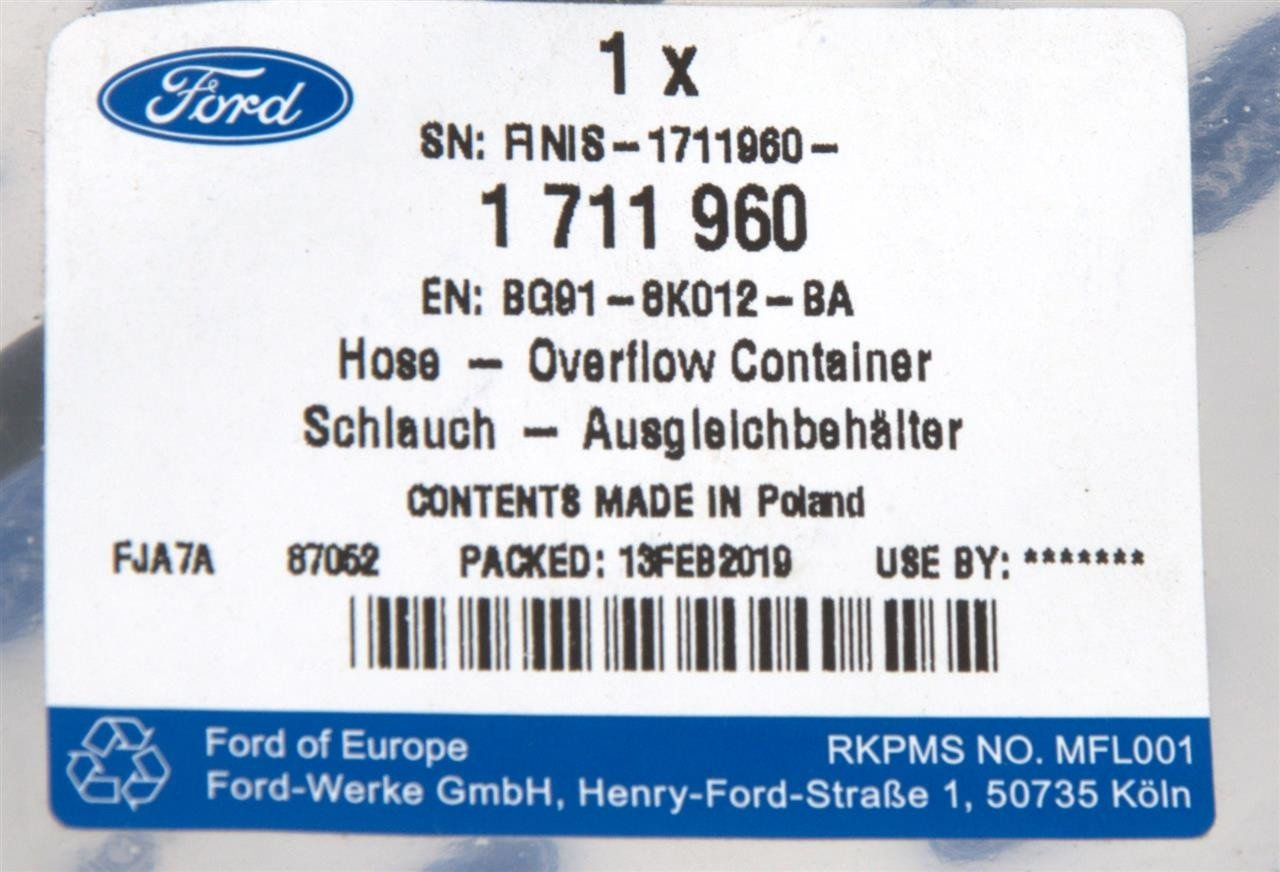 Ford
1 x
SN: FINIS-1711960-
1 711 960
EN: BG91-8K012-BA
Hose - Overflow Container
Schlauch - Ausgleichbehälter
CONTENTS MADE IN Poland
FJA7A 87052 PACKED: 13FEB2019 USE BY: *******
Ford of Europe RKPMS NO. MFL001
Ford-Werke GmbH, Henry-Ford-Straße 1, 50735 Köln